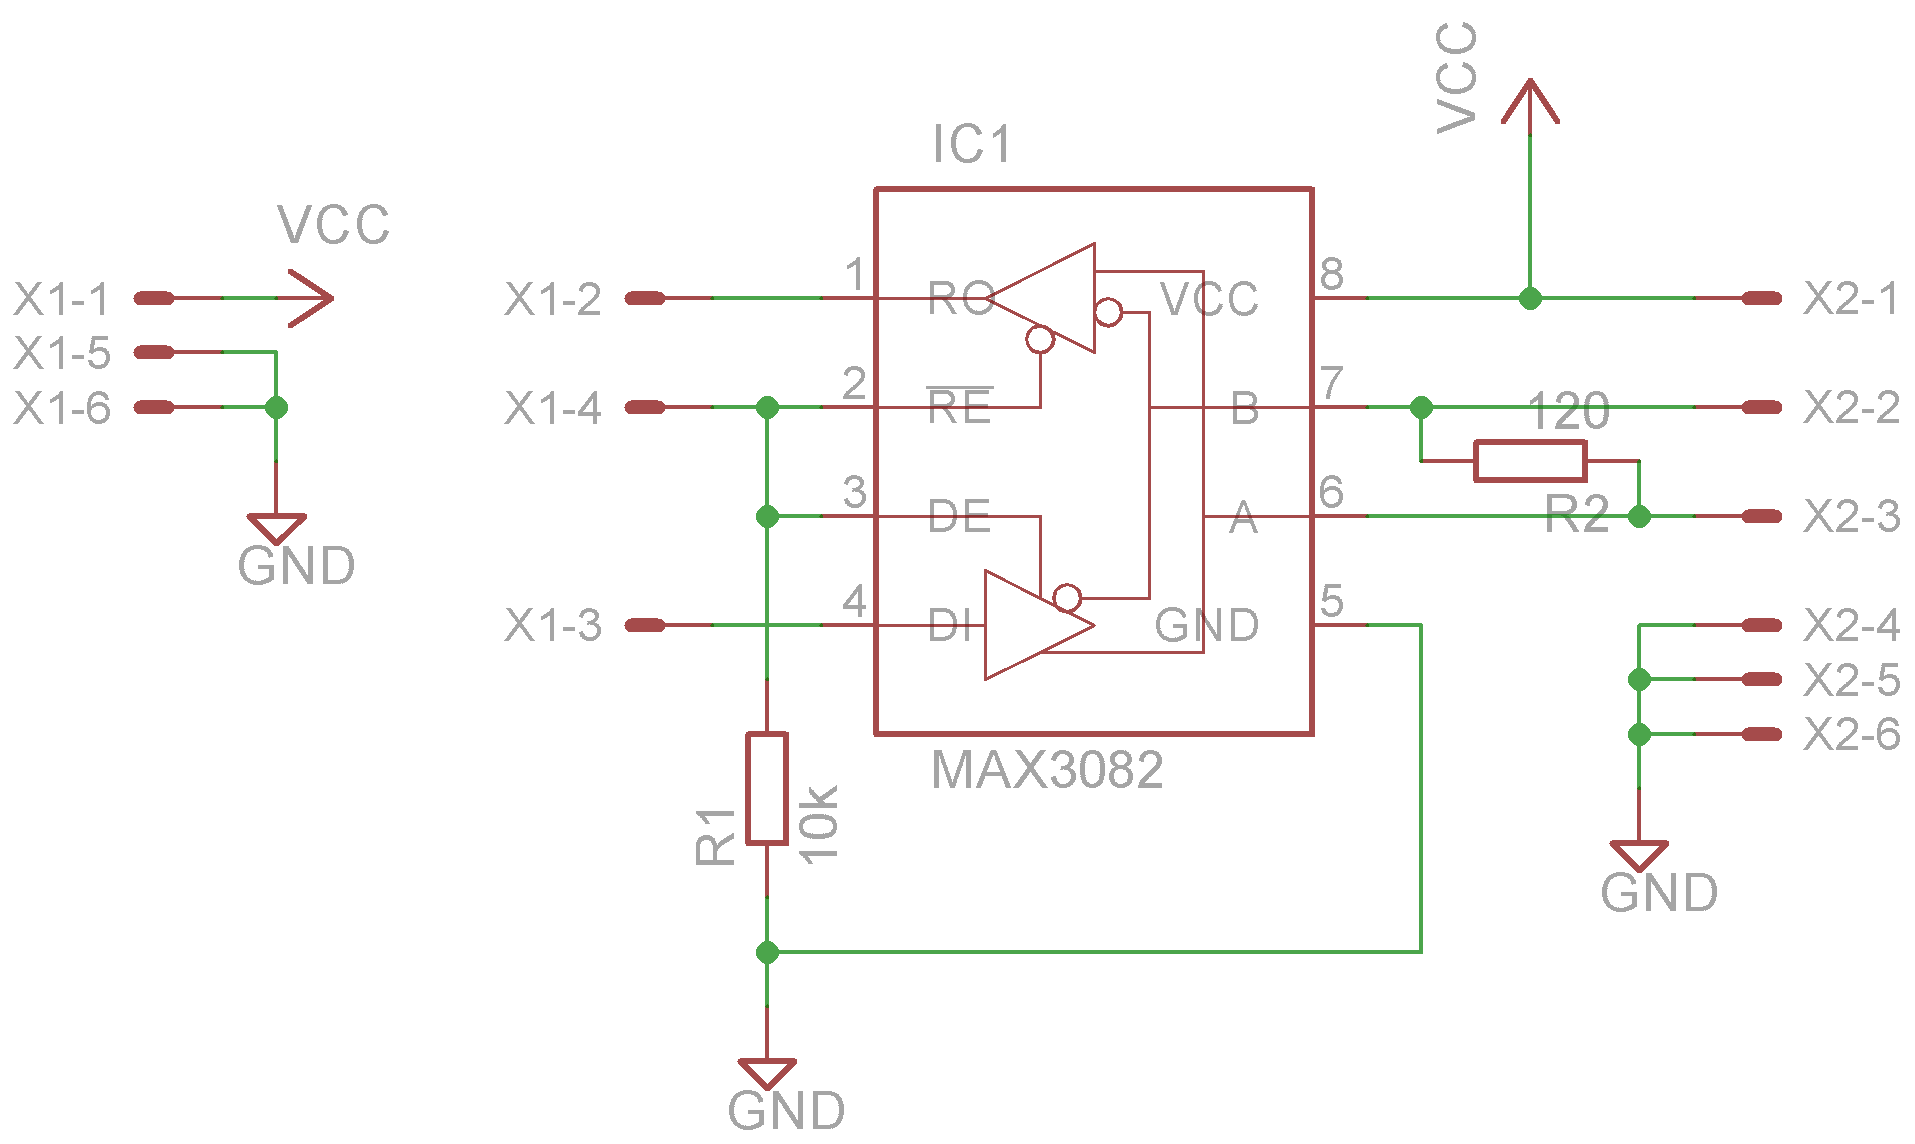 VCC
X1-1
X1-5
X1-6
GND
X1-2
X1-4
X1-3
IC1
1
2
3
4
RO
RE
DE
DI
VCC
B
A
GND
8
7
6
5
MAX3082
R1
10k
GND
VCC
120
R2
X2-1
X2-2
X2-3
X2-4
X2-5
X2-6
GND